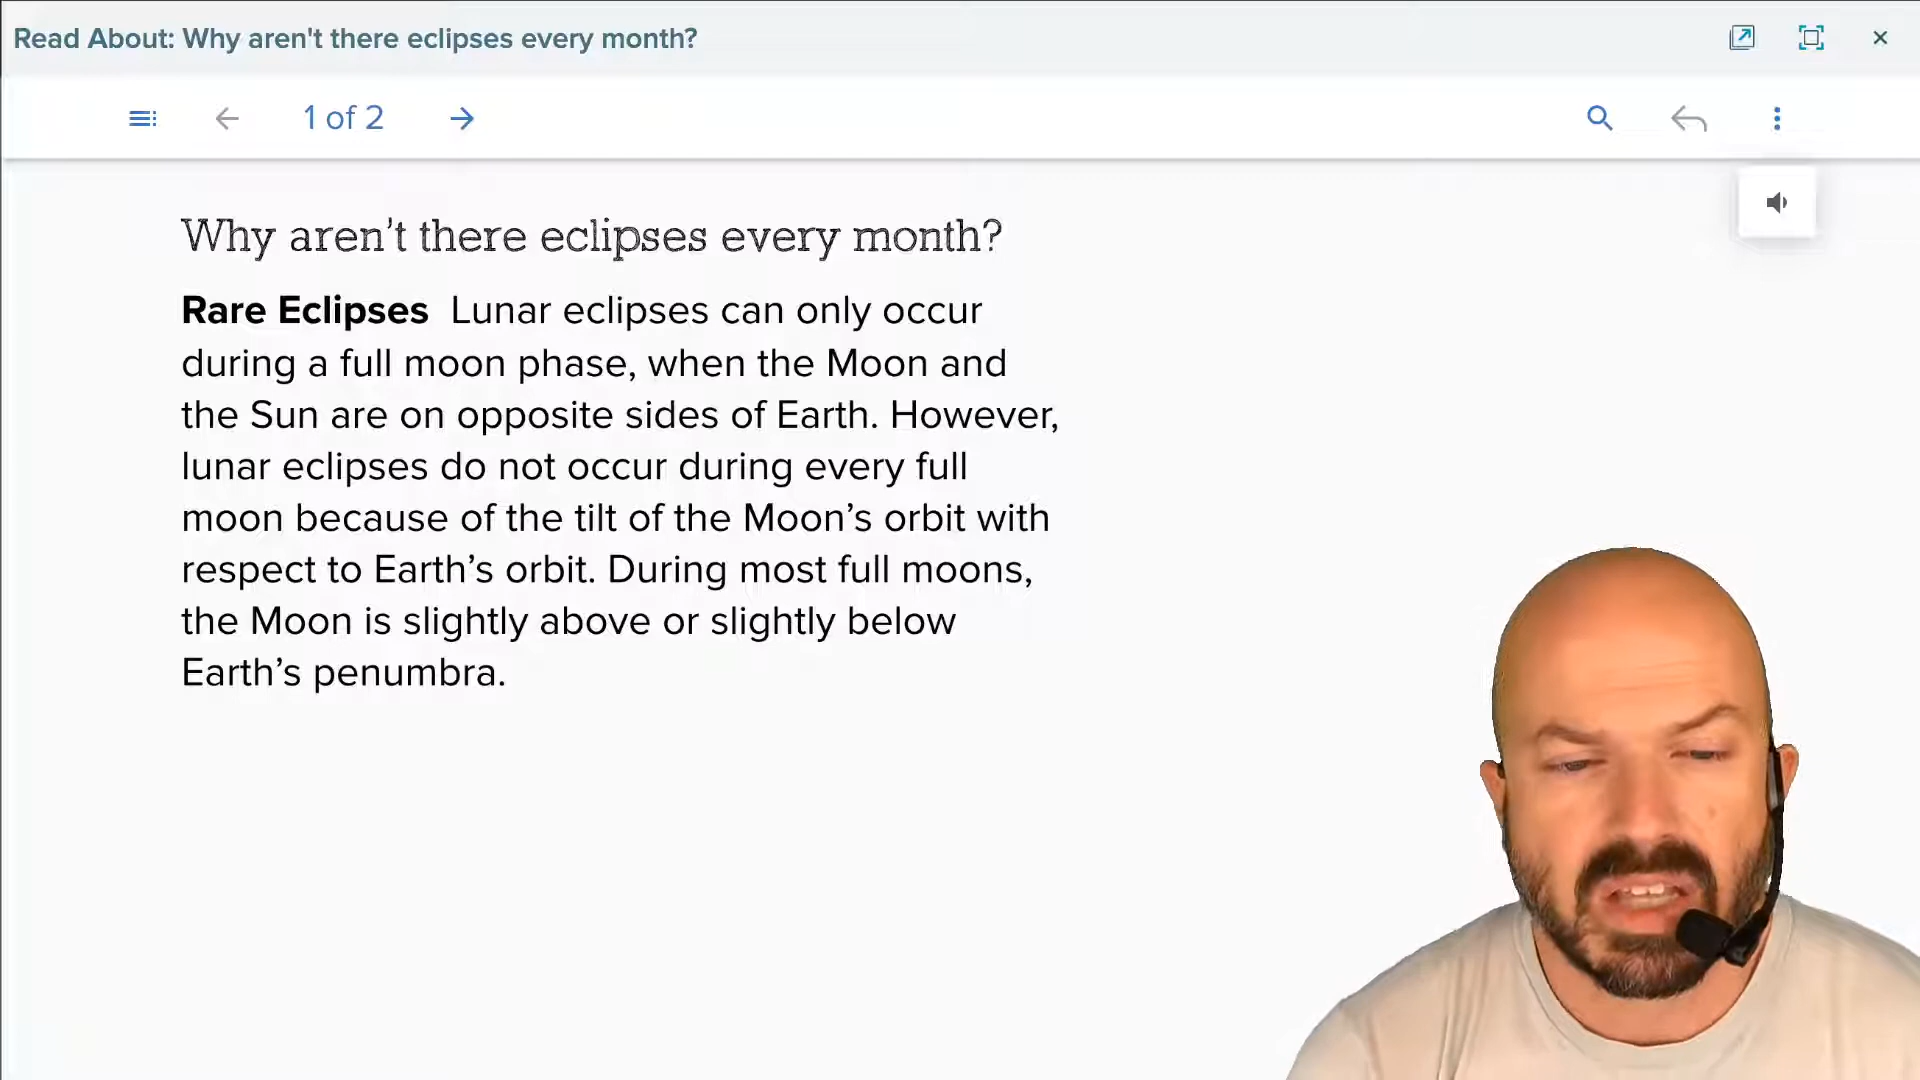 Read About: Why aren't there eclipses every month?
1 of 2
Why aren't there eclipses every month?
Rare Eclipses Lunar eclipses can only occur
during a full moon phase, when the Moon and
the Sun are on opposite sides of Earth. However,
lunar eclipses do not occur during every full
moon because of the tilt of the Moon’s orbit with
respect to Earth’s orbit. During most full moons,
the Moon is slightly above or slightly below
Earth’s penumbra.